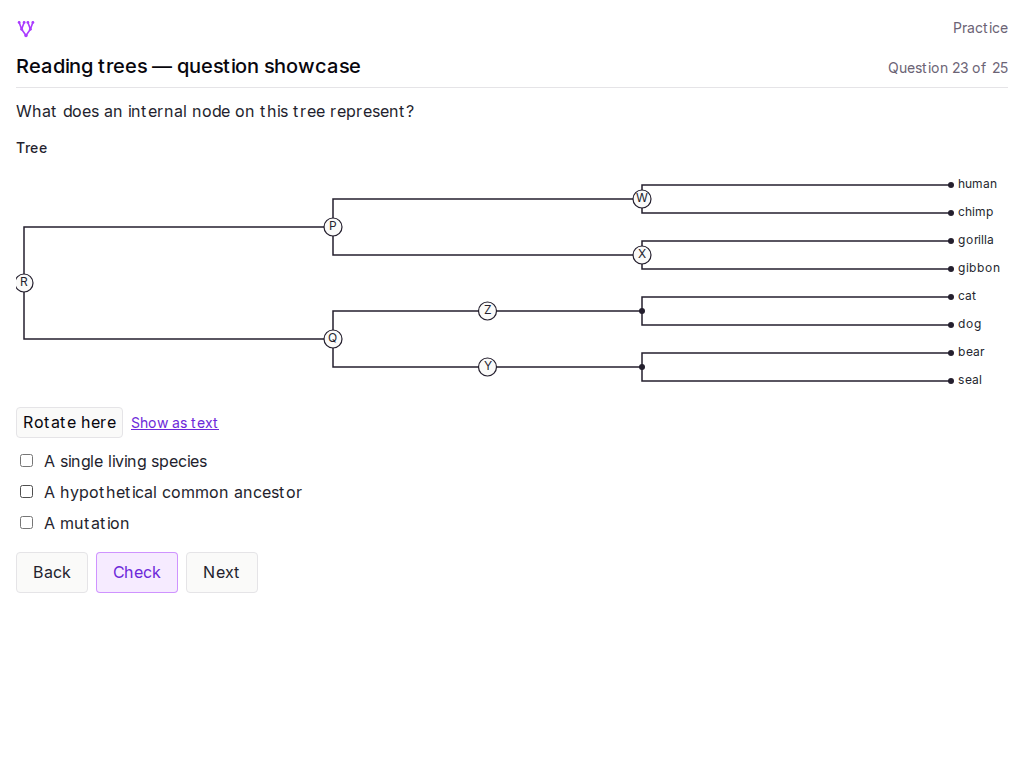 Practice
Reading trees — question showcase
Question 23 of 25
What does an internal node on this tree represent?
Tree
human
W
chimp
P
gorilla
X
gibbon
R
cat
Z
dog
Q
bear
Y
seal
Rotate here Show as text
A single living species
A hypothetical common ancestor
A mutation
Back Check Next